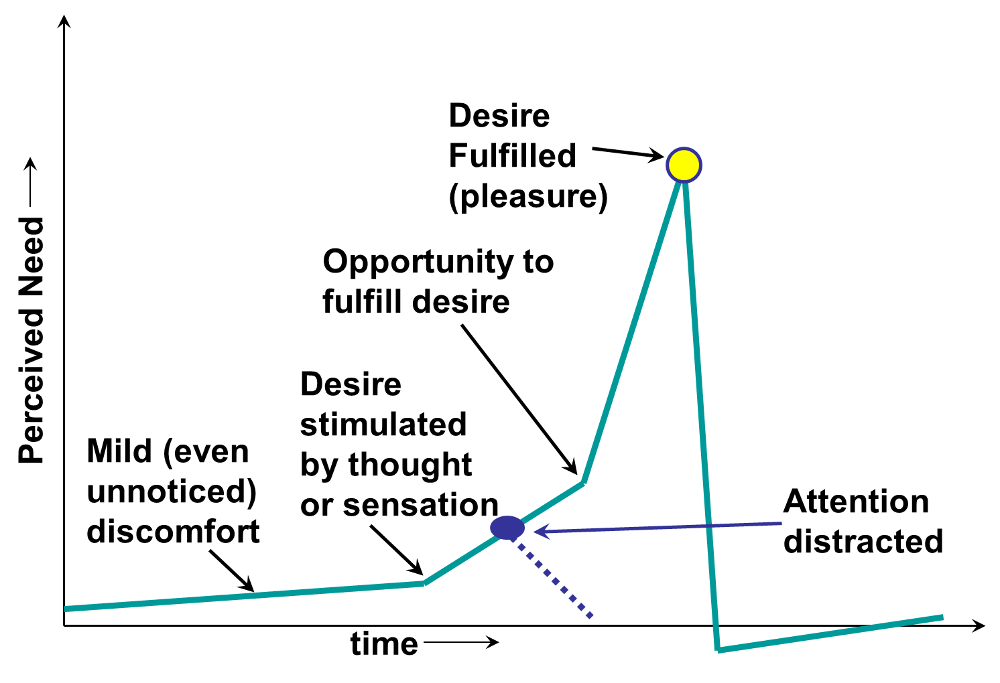 Desire
Fulfilled
(pleasure)
Opportunity to
fulfill desire
Desire
stimulated
by thought
or sensation
Mild (even
unnoticed)
discomfort
Attention
distracted
Perceived Need
time